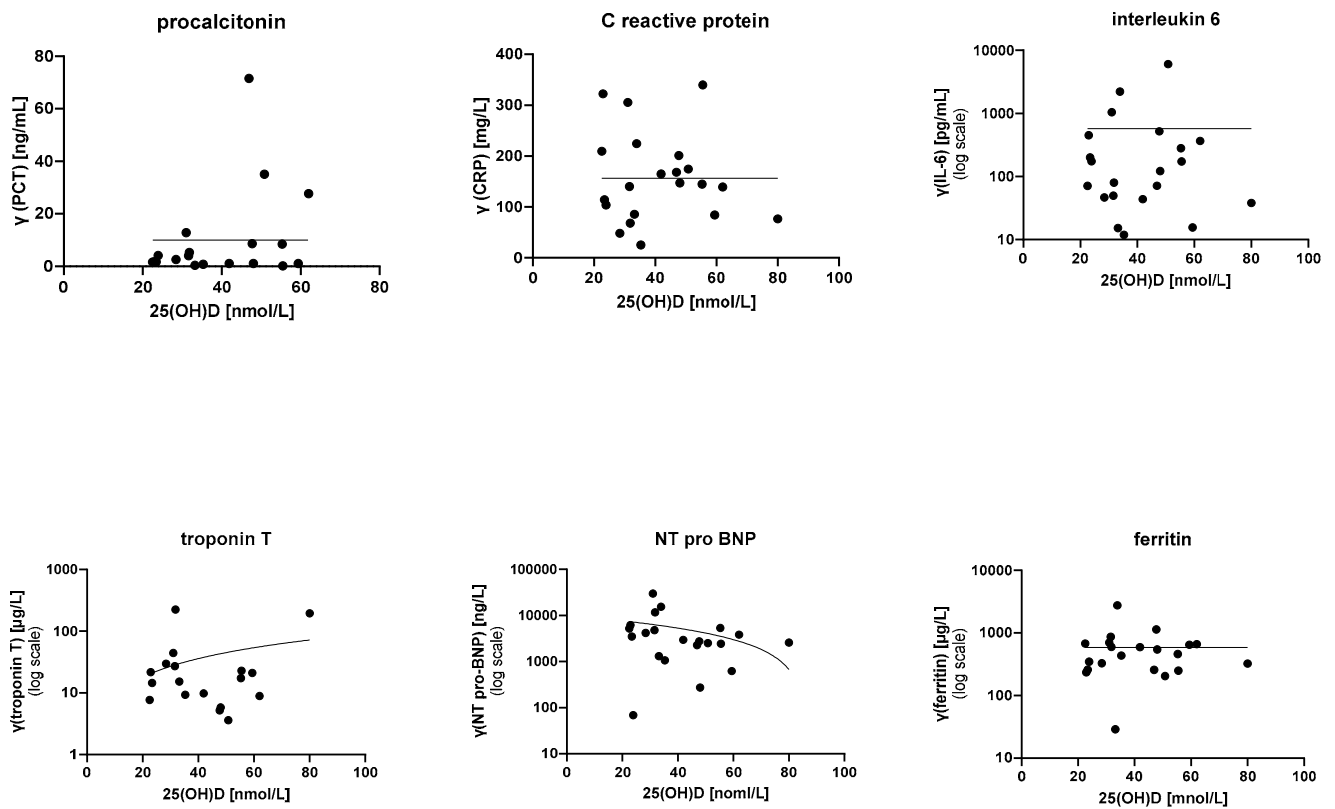 procalcitonin
γ (PCT) [ng/mL]
80
60
40
20
0
0 20 40 60 80
25(OH)D [nmol/L]
C reactive protein
γ (CRP) [mg/L]
400
300
200
100
0
0 20 40 60 80 100
25(OH)D [nmol/L]
interleukin 6
γ(IL-6) [pg/mL]
(log scale)
10000
1000
100
10
0 20 40 60 80 100
25(OH)D [nmol/L]
troponin T
γ(troponin T) [µg/L]
(log scale)
1000
100
10
1
0 20 40 60 80 100
25(OH)D [nmol/L]
NT pro BNP
γ(NT pro-BNP) [ng/L]
(log scale)
100000
10000
1000
100
10
0 20 40 60 80 100
25(OH)D [noml/L]
ferritin
γ(ferritin) [µg/L]
(log scale)
10000
1000
100
10
0 20 40 60 80 100
25(OH)D [mnol/L]